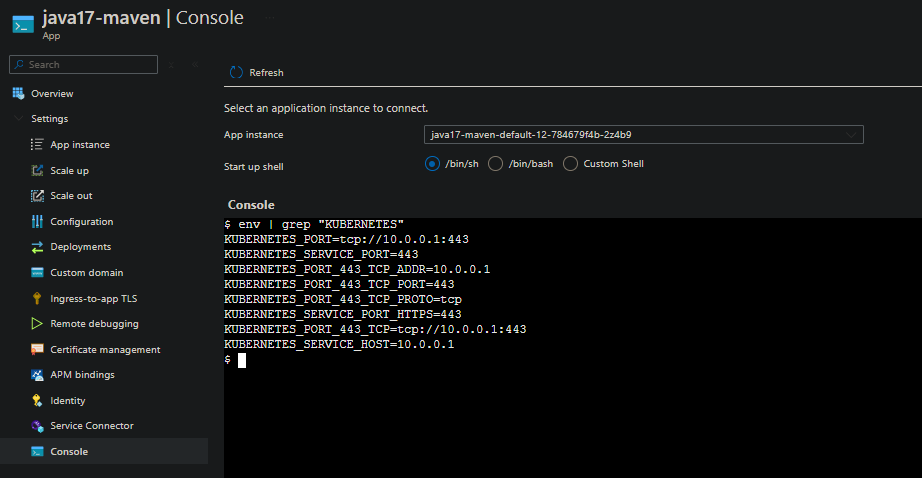 java17-maven | Console
App
Search
Overview
Settings
App instance
Scale up
Scale out
Configuration
Deployments
Custom domain
Ingress-to-app TLS
Remote debugging
Certificate management
APM bindings
Identity
Service Connector
Console
Refresh
Select an application instance to connect.
App instance
java17-maven-default-12-784679f4b-2z4b9
Start up shell
/bin/sh
/bin/bash
Custom Shell
Console
$ env | grep "KUBERNETES"
KUBERNETES_PORT=tcp://10.0.0.1:443
KUBERNETES_SERVICE_PORT=443
KUBERNETES_PORT_443_TCP_ADDR=10.0.0.1
KUBERNETES_PORT_443_TCP_PORT=443
KUBERNETES_PORT_443_TCP_PROTO=tcp
KUBERNETES_SERVICE_PORT_HTTPS=443
KUBERNETES_PORT_443_TCP=tcp://10.0.0.1:443
KUBERNETES_SERVICE_HOST=10.0.0.1
$